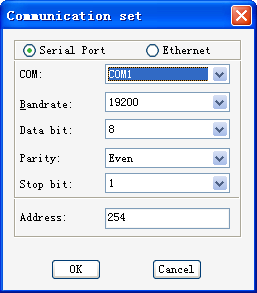 Communication set
Serial Port Ethernet
COM: COM1
Bandrate: 19200
Data bit: 8
Parity: Even
Stop bit: 1
Address: 254
OK Cancel